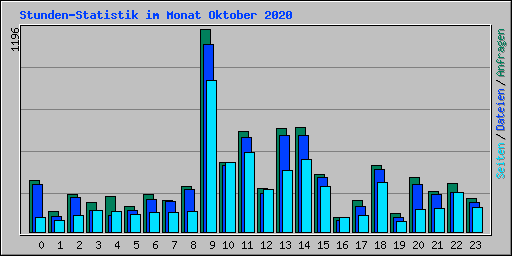 Stunden-Statistik im Monat Oktober 2020
1196
Seiten / Dateien / Anfragen
0 1 2 3 4 5 6 7 8 9 10 11 12 13 14 15 16 17 18 19 20 21 22 23